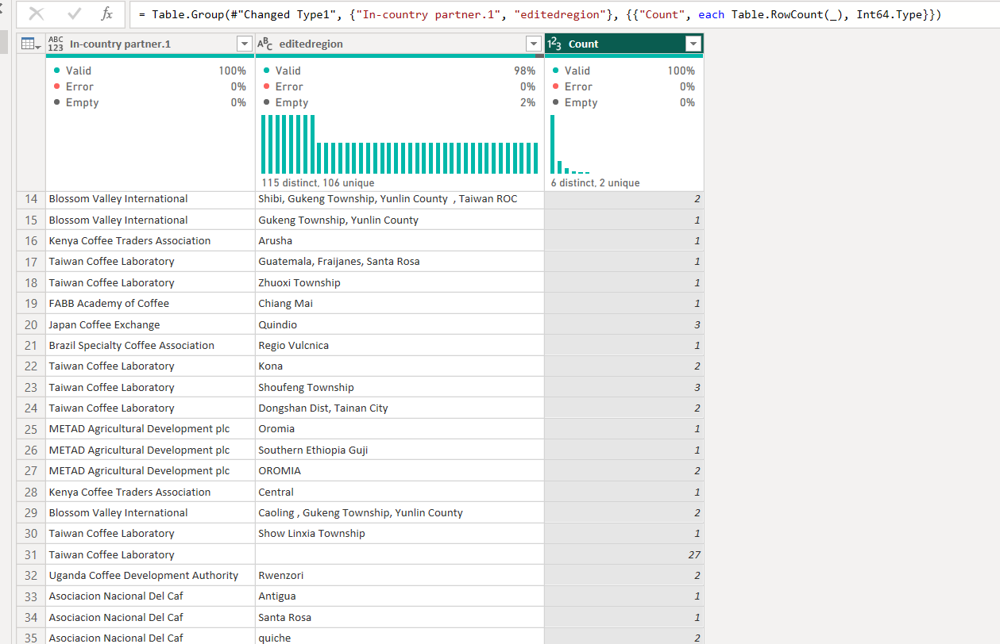 fx = Table.Group(#"Changed Type1", {"In-country partner.1", "editedregion"}, {{"Count", each Table.RowCount(_), Int64.Type}})
ABC 123 In-country partner.1 ABC editedregion 123 Count
Valid 100% Valid 98% Valid 100%
Error 0% Error 0% Error 0%
Empty 0% Empty 2% Empty 0%
115 distinct, 106 unique 6 distinct, 2 unique
14 Blossom Valley International Shibi, Gukeng Township, Yunlin County , Taiwan ROC 2
15 Blossom Valley International Gukeng Township, Yunlin County 1
16 Kenya Coffee Traders Association Arusha 1
17 Taiwan Coffee Laboratory Guatemala, Fraijanes, Santa Rosa 1
18 Taiwan Coffee Laboratory Zhuoxi Township 1
19 FABB Academy of Coffee Chiang Mai 1
20 Japan Coffee Exchange Quindio 3
21 Brazil Specialty Coffee Association Regio Vulcnica 1
22 Taiwan Coffee Laboratory Kona 2
23 Taiwan Coffee Laboratory Shoufeng Township 3
24 Taiwan Coffee Laboratory Dongshan Dist, Tainan City 2
25 METAD Agricultural Development plc Oromia 1
26 METAD Agricultural Development plc Southern Ethiopia Guji 1
27 METAD Agricultural Development plc OROMIA 2
28 Kenya Coffee Traders Association Central 1
29 Blossom Valley International Caoling , Gukeng Township, Yunlin County 2
30 Taiwan Coffee Laboratory Show Linxia Township 1
31 Taiwan Coffee Laboratory 27
32 Uganda Coffee Development Authority Rwenzori 2
33 Asociacion Nacional Del Caf Antigua 1
34 Asociacion Nacional Del Caf Santa Rosa 1
35 Asociacion Nacional Del Caf quiche 2